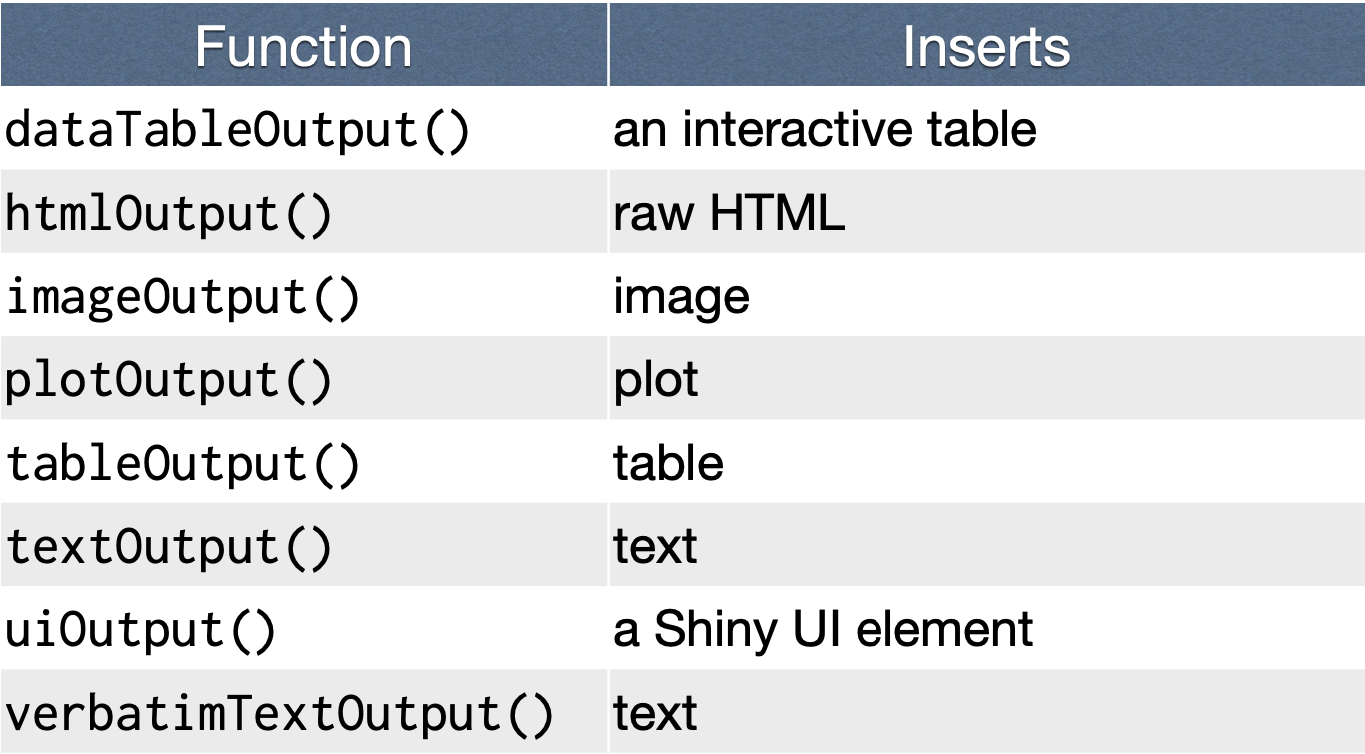 Function Inserts
dataTableOutput() an interactive table
htmlOutput() raw HTML
imageOutput() image
plotOutput() plot
tableOutput() table
textOutput() text
uiOutput() a Shiny UI element
verbatimTextOutput() text